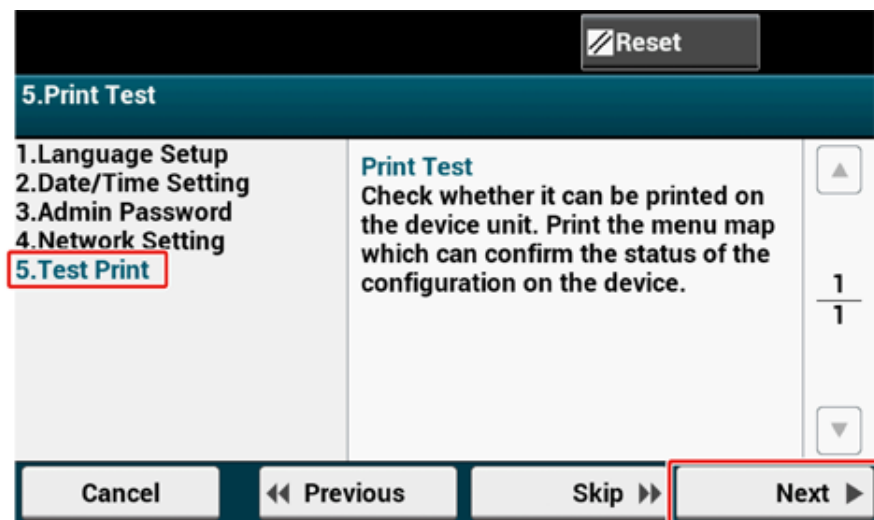 Reset
5.Print Test
1.Language Setup
2.Date/Time Setting
3.Admin Password
4.Network Setting
5.Test Print
Print Test
Check whether it can be printed on
the device unit. Print the menu map
which can confirm the status of the
configuration on the device.
1
1
Cancel
Previous
Skip
Next